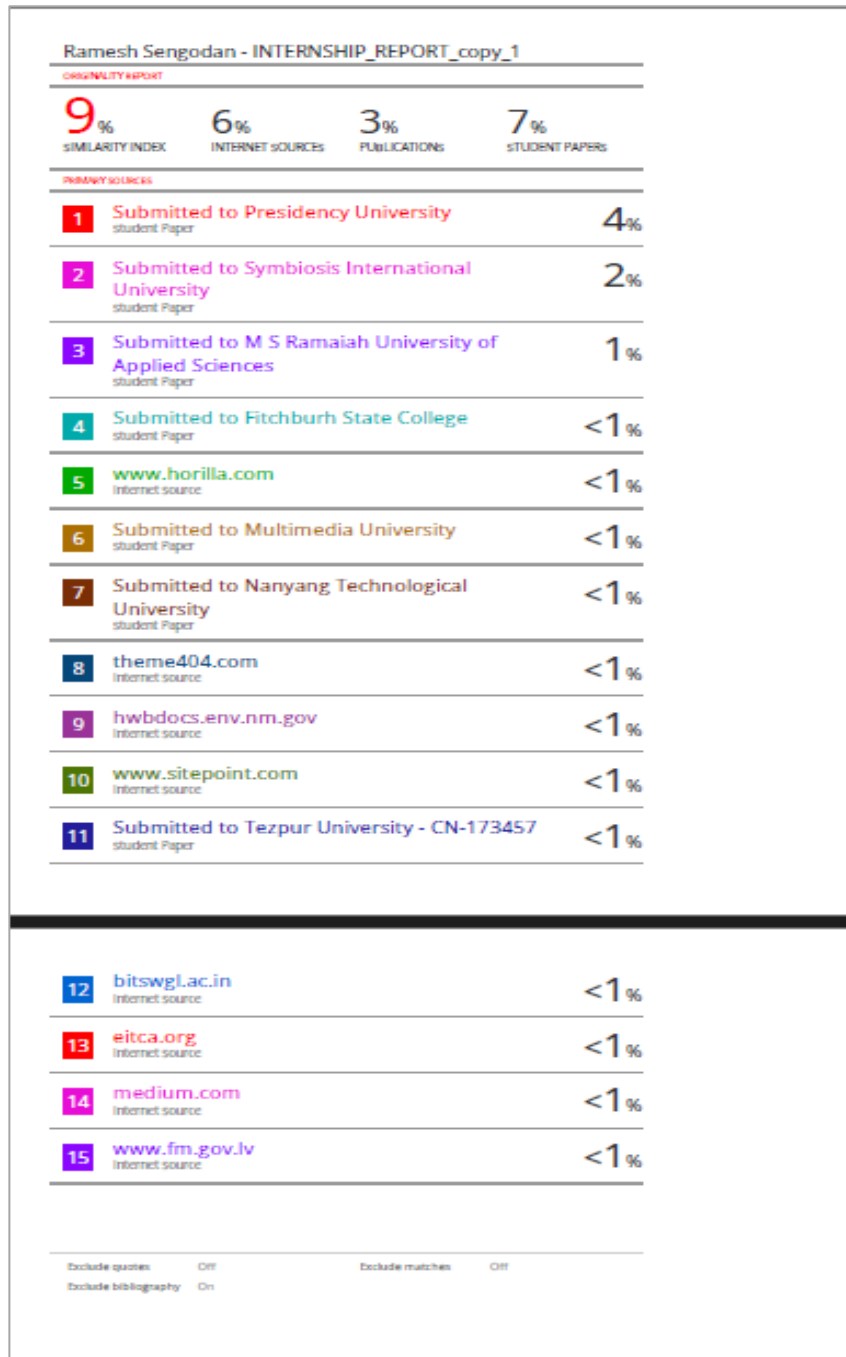 Ramesh Sengodan - INTERNSHIP_REPORT_copy_1
ORIGINALITY REPORT
9% 6% 3% 7%
sIMILARITY INDEX INTERNET sOURCEs PUBLICATIONs sTUDENT PAPERs
PRIMARY SOURCES
1 Submitted to Presidency University 4%
student Paper
2 Submitted to Symbiosis International 2%
University
student Paper
3 Submitted to M S Ramaiah University of 1%
Applied Sciences
student Paper
4 Submitted to Fitchburh State College <1%
student Paper
5 www.horilla.com <1%
Internet source
6 Submitted to Multimedia University <1%
student Paper
7 Submitted to Nanyang Technological <1%
University
student Paper
8 theme404.com <1%
Internet source
9 hwbdocs.env.nm.gov <1%
Internet source
10 www.sitepoint.com <1%
Internet source
11 Submitted to Tezpur University - CN-173457 <1%
student Paper
12 bitswgl.ac.in <1%
Internet source
13 eitca.org <1%
Internet source
14 medium.com <1%
Internet source
15 www.fm.gov.lv <1%
Internet source
Exclude quotes Off Exclude matches Off
Exclude bibliography On